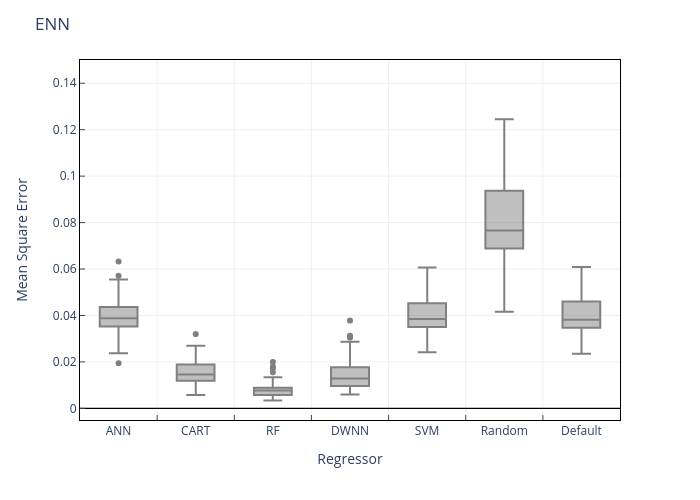 ENN
0.14
0.12
0.1
0.08
0.06
0.04
0.02
0
Mean Square Error
ANN CART RF DWNN SVM Random Default
Regressor